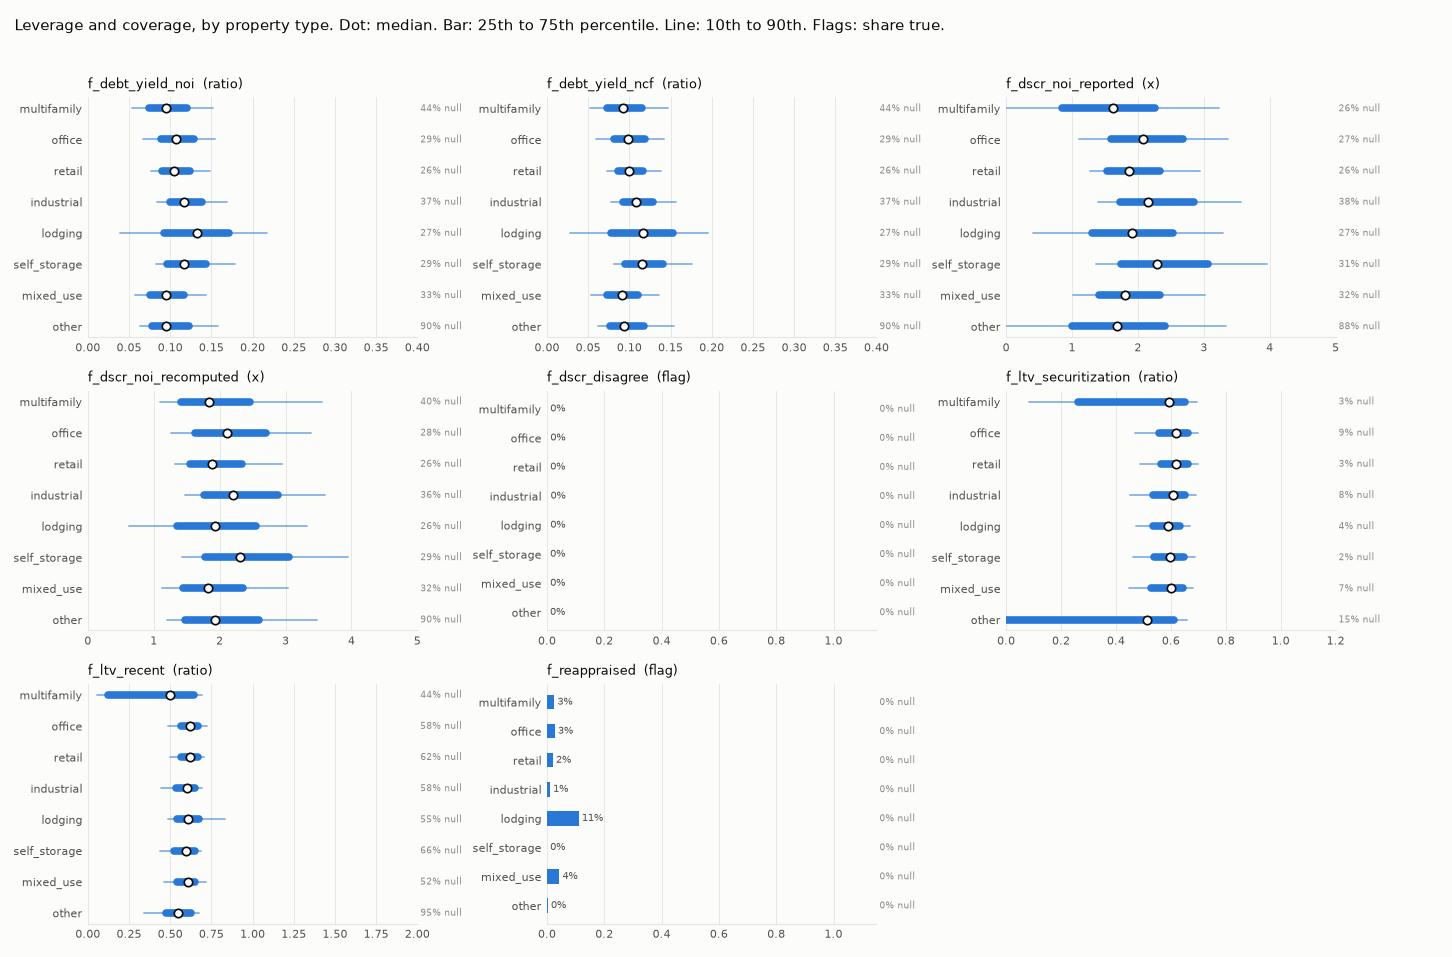 Leverage and coverage, by property type. Dot: median. Bar: 25th to 75th percentile. Line: 10th to 90th. Flags: share true.
f_debt_yield_noi (ratio)
multifamily 44% null
office 29% null
retail 26% null
industrial 37% null
lodging 27% null
self_storage 29% null
mixed_use 33% null
other 90% null
0.00 0.05 0.10 0.15 0.20 0.25 0.30 0.35 0.40
f_debt_yield_ncf (ratio)
multifamily 44% null
office 29% null
retail 26% null
industrial 37% null
lodging 27% null
self_storage 29% null
mixed_use 33% null
other 90% null
0.00 0.05 0.10 0.15 0.20 0.25 0.30 0.35 0.40
f_dscr_noi_reported (x)
multifamily 26% null
office 27% null
retail 26% null
industrial 38% null
lodging 27% null
self_storage 31% null
mixed_use 32% null
other 88% null
0 1 2 3 4 5
f_dscr_noi_recomputed (x)
multifamily 40% null
office 28% null
retail 26% null
industrial 36% null
lodging 26% null
self_storage 29% null
mixed_use 32% null
other 90% null
0 1 2 3 4 5
f_dscr_disagree (flag)
multifamily 0% 0% null
office 0% 0% null
retail 0% 0% null
industrial 0% 0% null
lodging 0% 0% null
self_storage 0% 0% null
mixed_use 0% 0% null
other 0% 0% null
0.0 0.2 0.4 0.6 0.8 1.0
f_ltv_securitization (ratio)
multifamily 3% null
office 9% null
retail 3% null
industrial 8% null
lodging 4% null
self_storage 2% null
mixed_use 7% null
other 15% null
0.0 0.2 0.4 0.6 0.8 1.0 1.2
f_ltv_recent (ratio)
multifamily 44% null
office 58% null
retail 62% null
industrial 58% null
lodging 55% null
self_storage 66% null
mixed_use 52% null
other 95% null
0.00 0.25 0.50 0.75 1.00 1.25 1.50 1.75 2.00
f_reappraised (flag)
multifamily 3% 0% null
office 3% 0% null
retail 2% 0% null
industrial 1% 0% null
lodging 11% 0% null
self_storage 0% 0% null
mixed_use 4% 0% null
other 0% 0% null
0.0 0.2 0.4 0.6 0.8 1.0